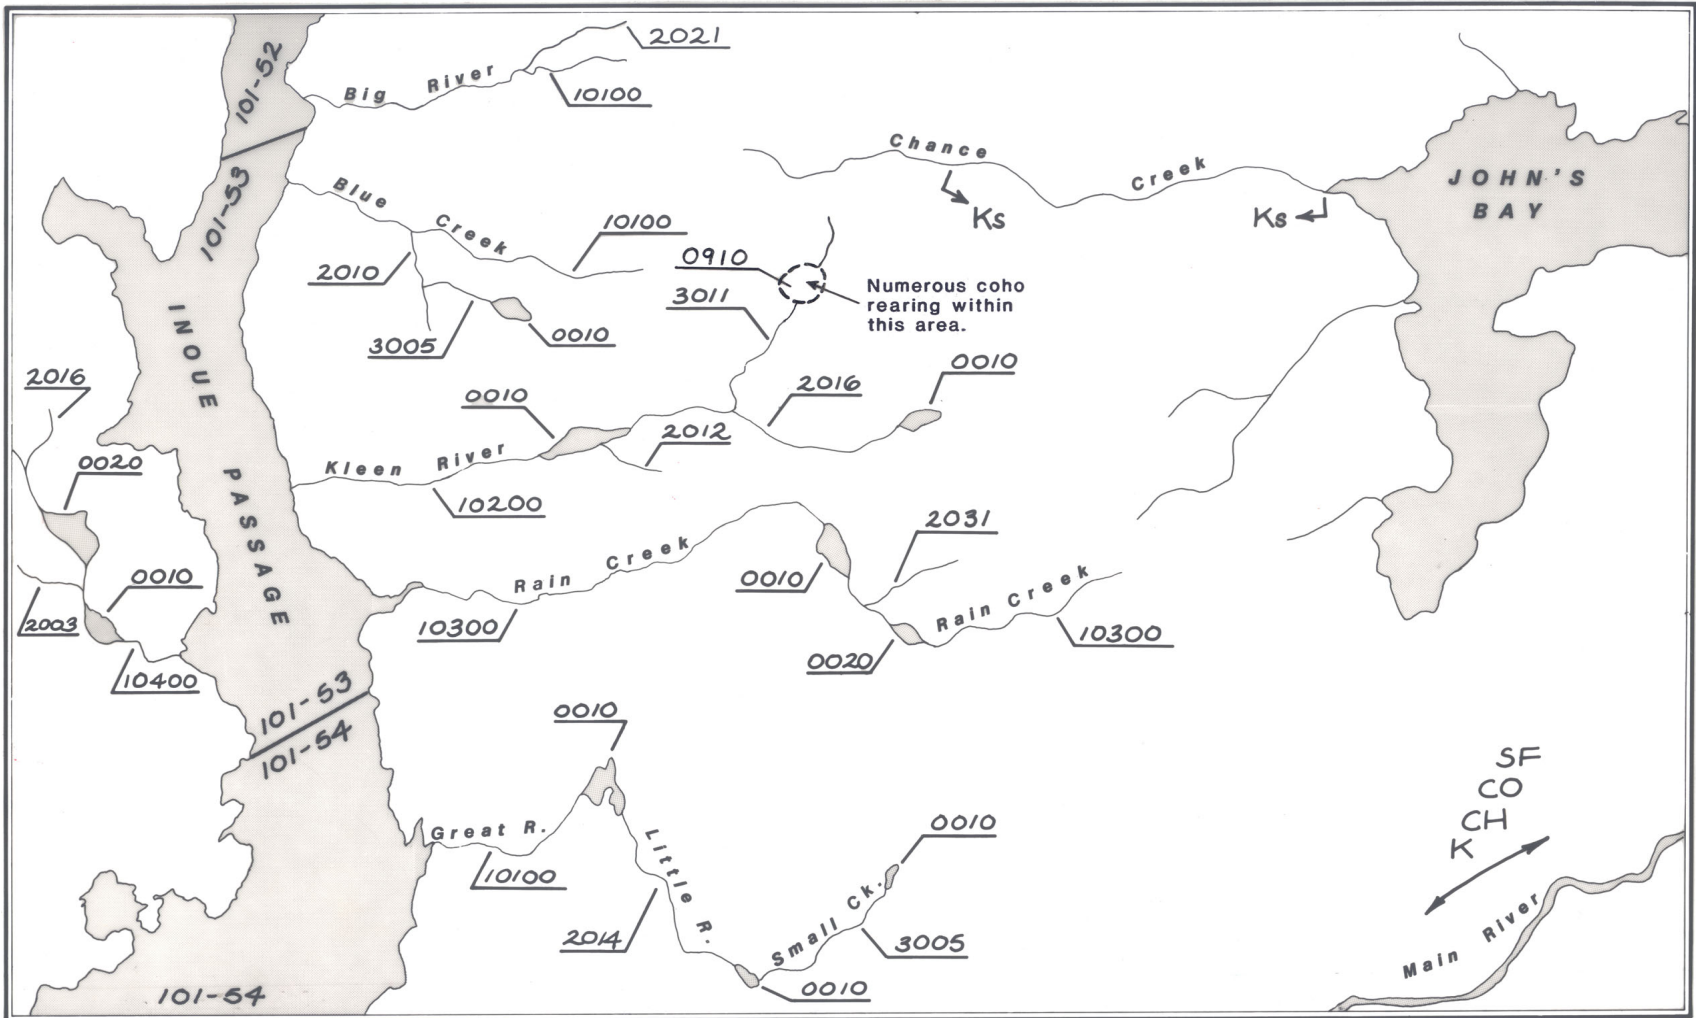 101-52
101-53
Big River
2021
10100
Chance Creek
Ks
Ks
JOHN'S
BAY
Blue Creek
10100
2010
3005
0010
0910
3011
Numerous coho
rearing within
this area.
INOUE PASSAGE
2016
0020
0010
2003
10400
0010
2016
0010
2012
Kleen River
10200
Rain Creek
10300
0010
2031
Rain Creek
0020
10300
101-53
101-54
0010
Great R.
10100
Little R.
2014
Small Ck.
0010
3005
0010
101-54
SF
CO
CH
K
Main River